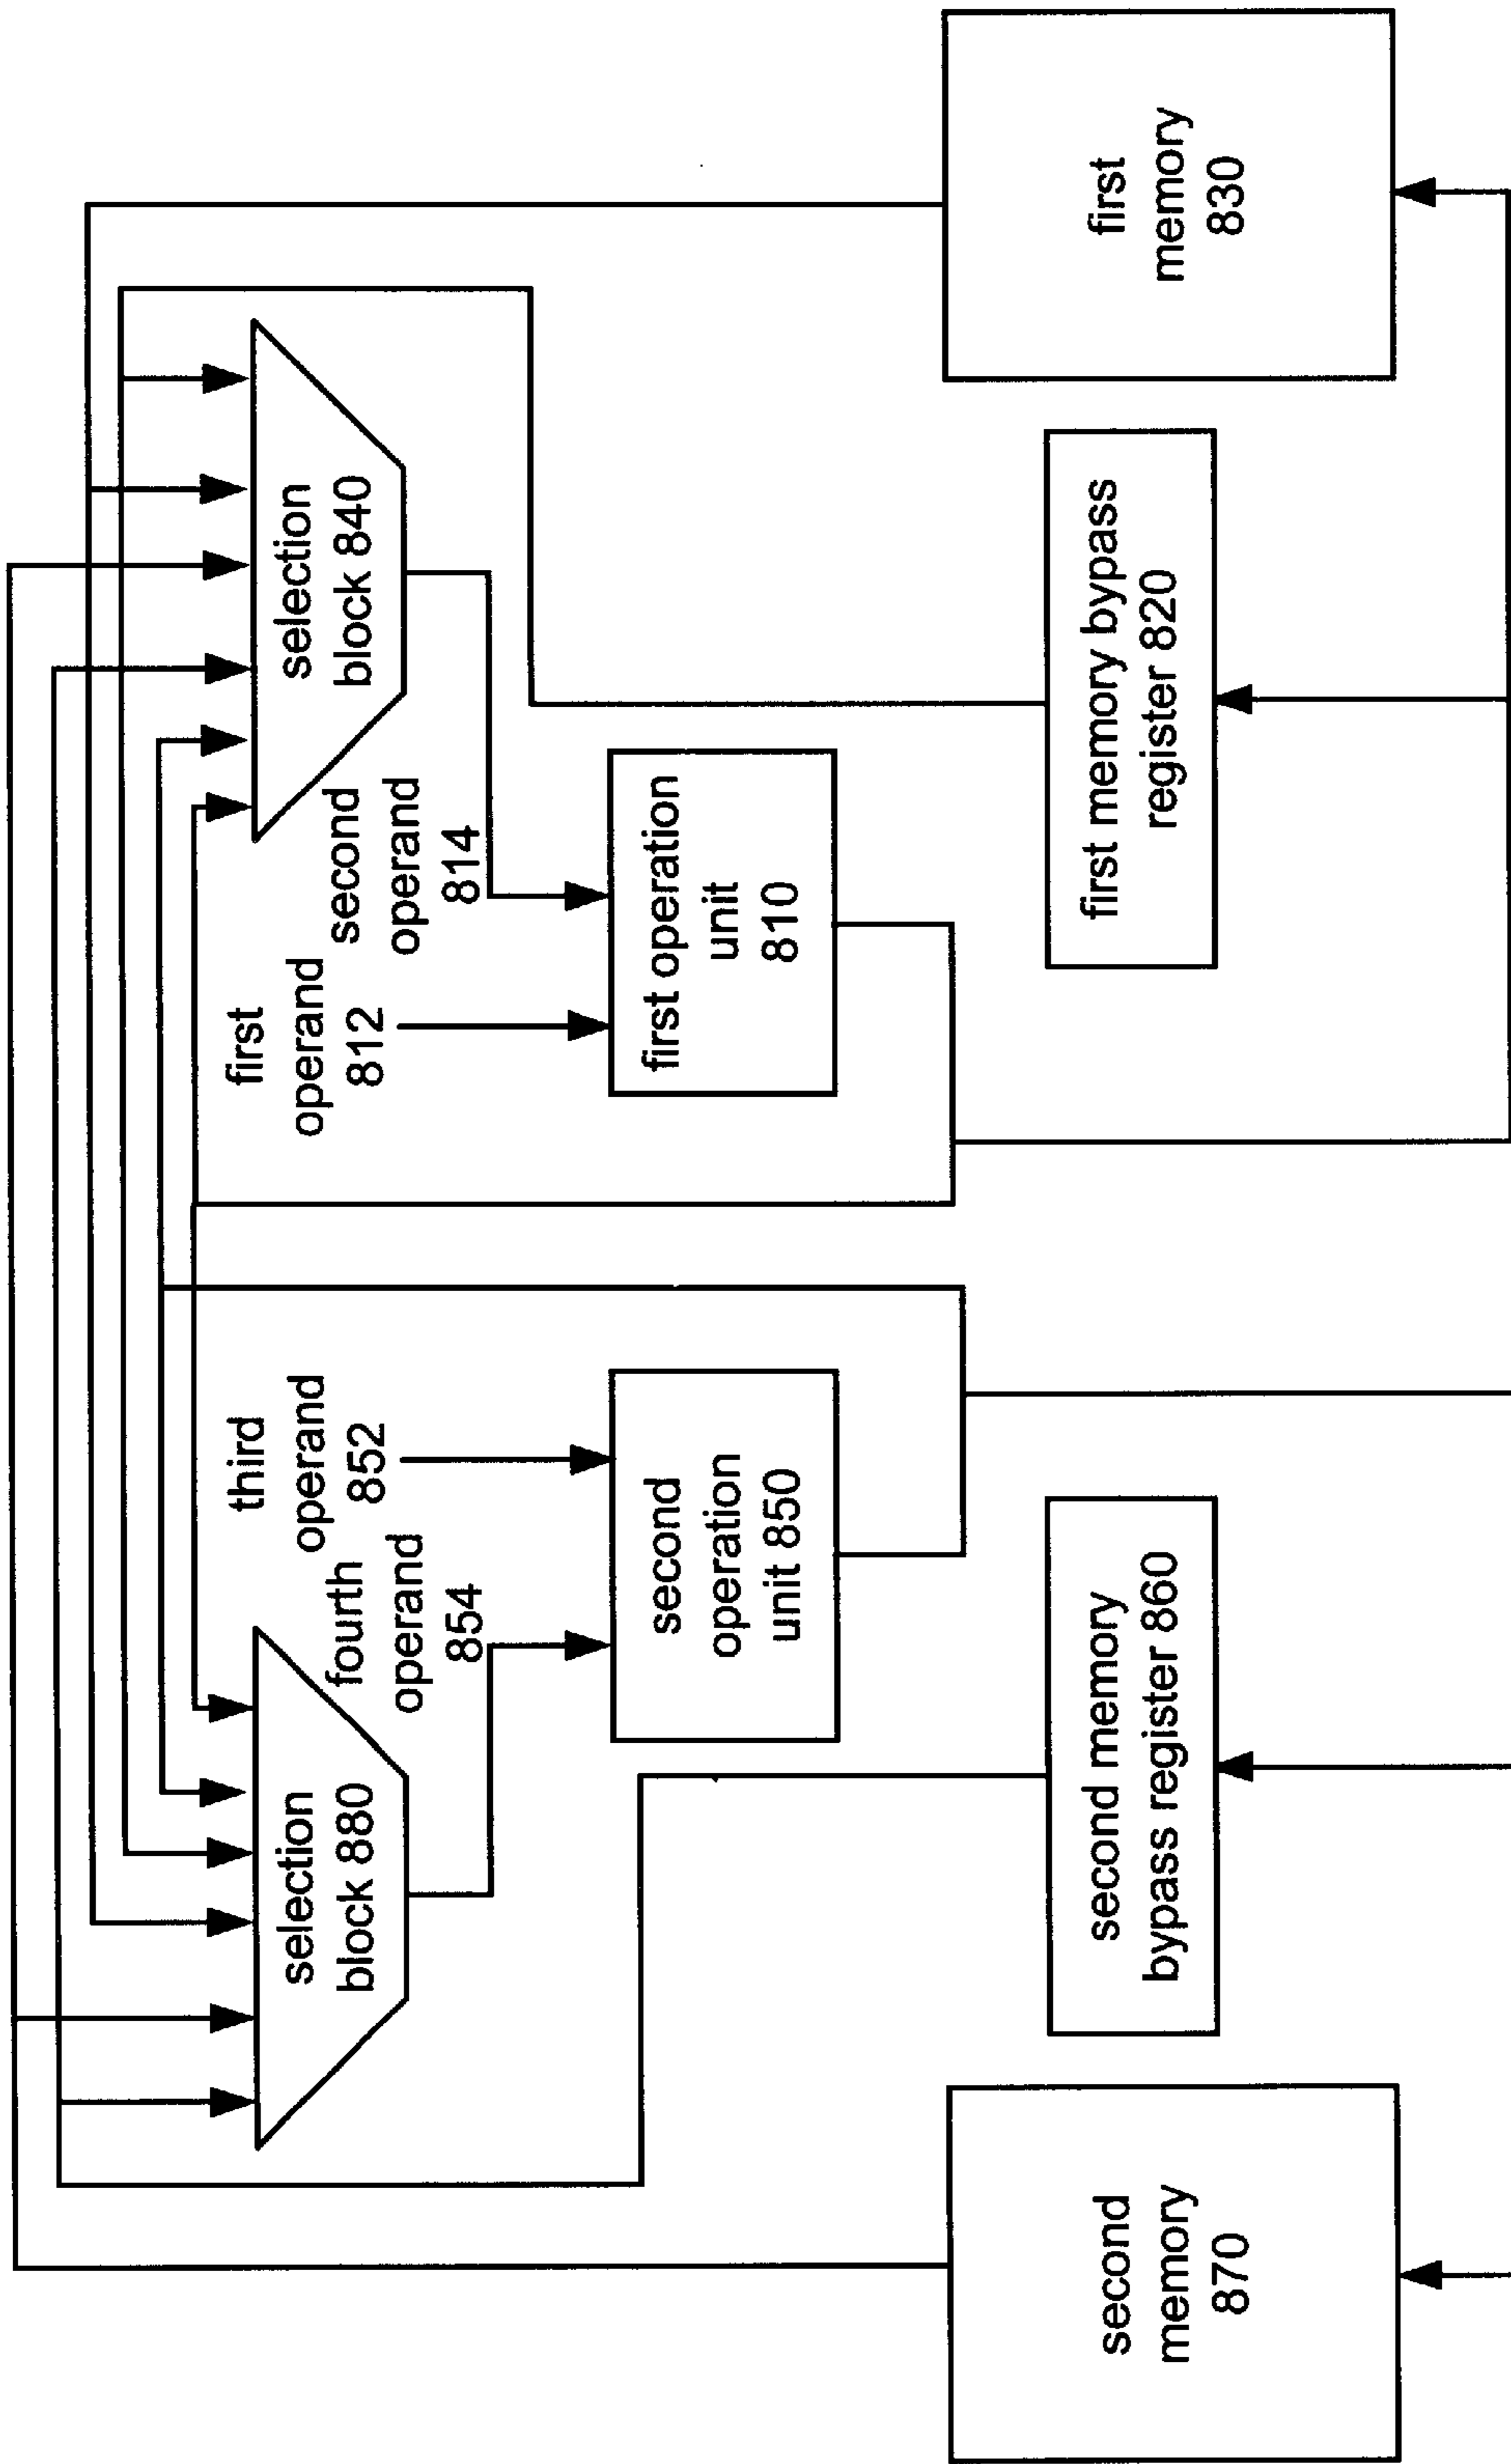 selection
block 880
fourth
operand
854
third
operand
852
first
operand
812
second
operand
814
selection
block 840
second
operation
unit 850
first operation
unit
810
second
memory
870
second memory
bypass register 860
first memory bypass
register 820
first
memory
830